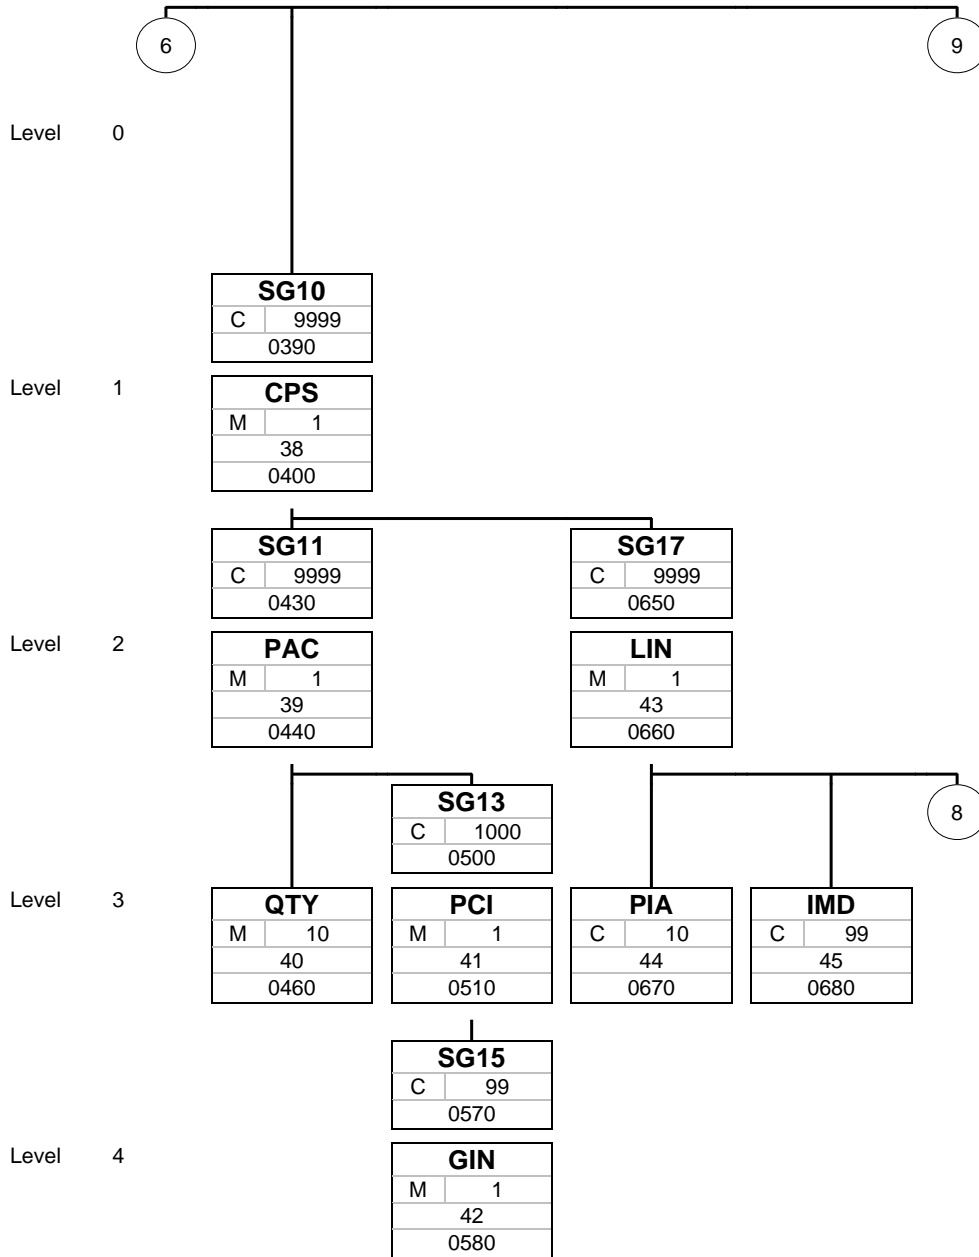 6 9
Level 0
SG10
C 9999
0390
Level 1 CPS
M 1
38
0400
SG11 SG17
C 9999 C 9999
0430 0650
Level 2 PAC LIN
M 1 M 1
39 43
0440 0660
SG13 8
C 1000
0500
Level 3 QTY PCI PIA IMD
M 10 M 1 C 10 C 99
40 41 44 45
0460 0510 0670 0680
SG15
C 99
0570
Level 4 GIN
M 1
42
0580